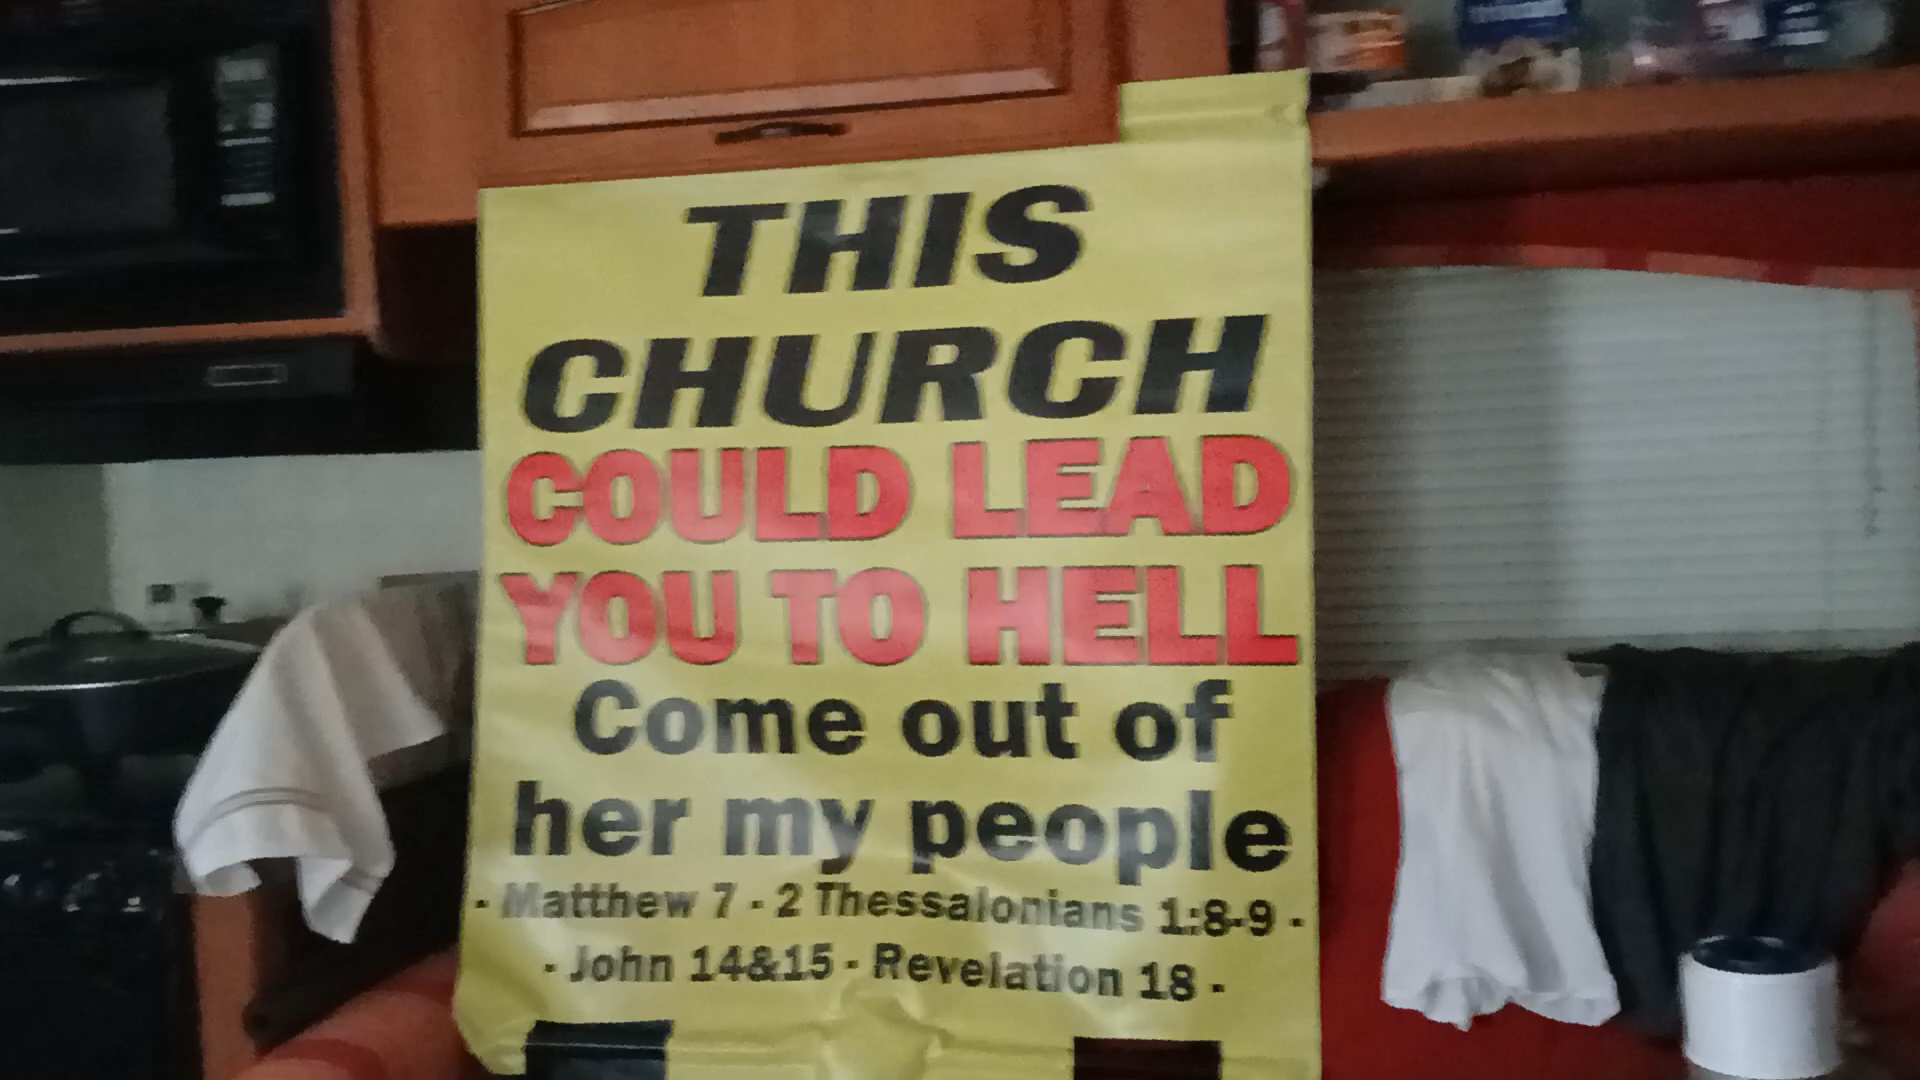 THIS
CHURCH
COULD LEAD
YOU TO HELL
Come out of
her my people
- Matthew 7 - 2 Thessalonians 1:8-9 -
- John 14&15 - Revelation 18 -